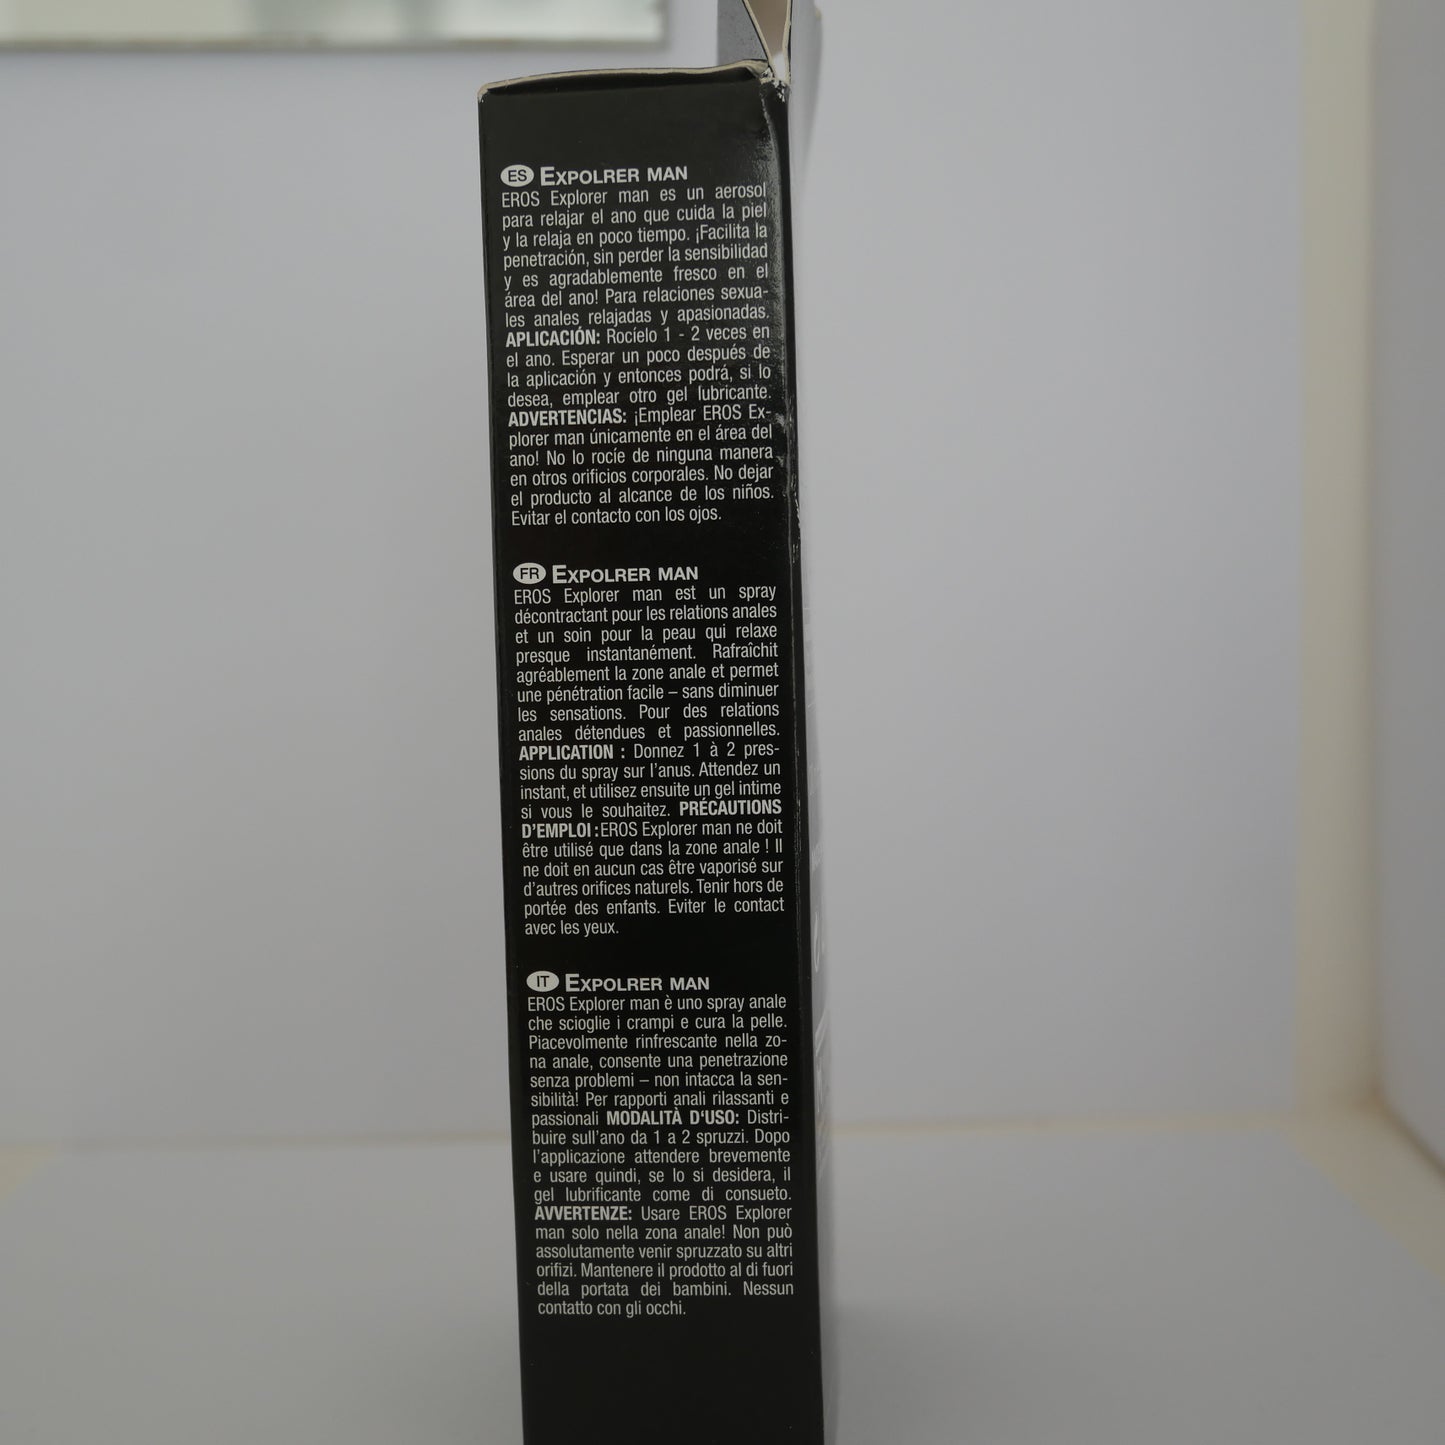 ES EXPOLRER MAN
EROS Explorer man es un aerosol
para relajar el ano que cuida la piel
y la relaja en poco tiempo. ¡Facilita la
penetración, sin perder la sensibilidad
y es agradablemente fresco en el
área del ano! Para relaciones sexua-
les anales relajadas y apasionadas.
APLICACIÓN: Rocíelo 1 - 2 veces en
el ano. Esperar un poco después de
la aplicación y entonces podrá, si lo
desea, emplear otro gel lubricante.
ADVERTENCIAS: ¡Emplear EROS Ex-
plorer man únicamente en el área del
ano! No lo rocíe de ninguna manera
en otros orificios corporales. No dejar
el producto al alcance de los niños.
Evitar el contacto con los ojos.
FR EXPOLRER MAN
EROS Explorer man est un spray
décontractant pour les relations anales
et un soin pour la peau qui relaxe
presque instantanément. Rafraîchit
agréablement la zone anale et permet
une pénétration facile – sans diminuer
les sensations. Pour des relations
anales détendues et passionnelles.
APPLICATION : Donnez 1 à 2 pres-
sions du spray sur l'anus. Attendez un
instant, et utilisez ensuite un gel intime
si vous le souhaitez. PRÉCAUTIONS
D'EMPLOI : EROS Explorer man ne doit
être utilisé que dans la zone anale ! Il
ne doit en aucun cas être vaporisé sur
d'autres orifices naturels. Tenir hors de
portée des enfants. Eviter le contact
avec les yeux.
IT EXPOLRER MAN
EROS Explorer man è uno spray anale
che scioglie i crampi e cura la pelle.
Piacevolmente rinfrescante nella zo-
na anale, consente una penetrazione
senza problemi – non intacca la sen-
sibilità! Per rapporti anali rilassanti e
passionali MODALITÀ D'USO: Distri-
buire sull'ano da 1 a 2 spruzzi. Dopo
l'applicazione attendere brevemente
e usare quindi, se lo si desidera, il
gel lubrificante come di consueto.
AVVERTENZE: Usare EROS Explorer
man solo nella zona anale! Non può
assolutamente venir spruzzato su altri
orifizi. Mantenere il prodotto al di fuori
della portata dei bambini. Nessun
contatto con gli occhi.